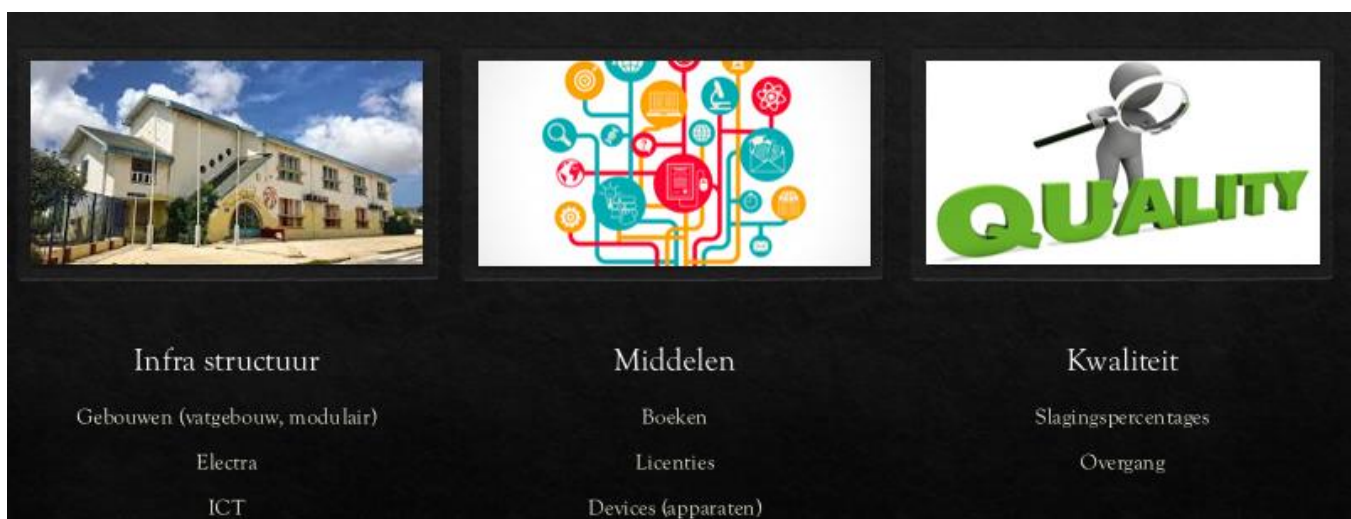 QUALITY
Infra structuur
Gebouwen (vatgebouw, modulair)
Electra
ICT
Middelen
Boeken
Licenties
Devices (apparaten)
Kwaliteit
Slagingspercentages
Overgang